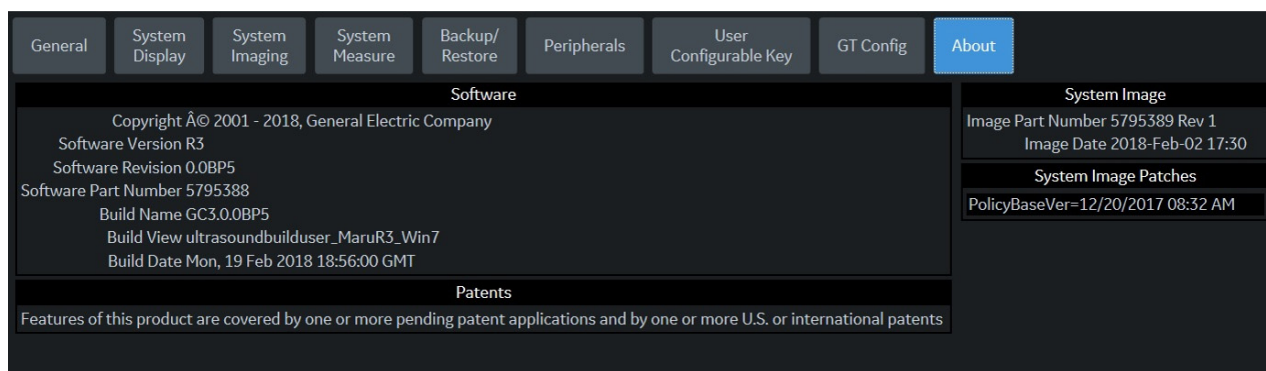 General
System
Display
System
Imaging
System
Measure
Backup/
Restore
Peripherals
User
Configurable Key
GT Config
About
Software
Copyright Â© 2001 - 2018, General Electric Company
Software Version R3
Software Revision 0.0BP5
Software Part Number 5795388
Build Name GC3.0.0BP5
Build View ultrasoundbuilduser_MaruR3_Win7
Build Date Mon, 19 Feb 2018 18:56:00 GMT
Patents
Features of this product are covered by one or more pending patent applications and by one or more U.S. or international patents
System Image
Image Part Number 5795389 Rev 1
Image Date 2018-Feb-02 17:30
System Image Patches
PolicyBaseVer=12/20/2017 08:32 AM